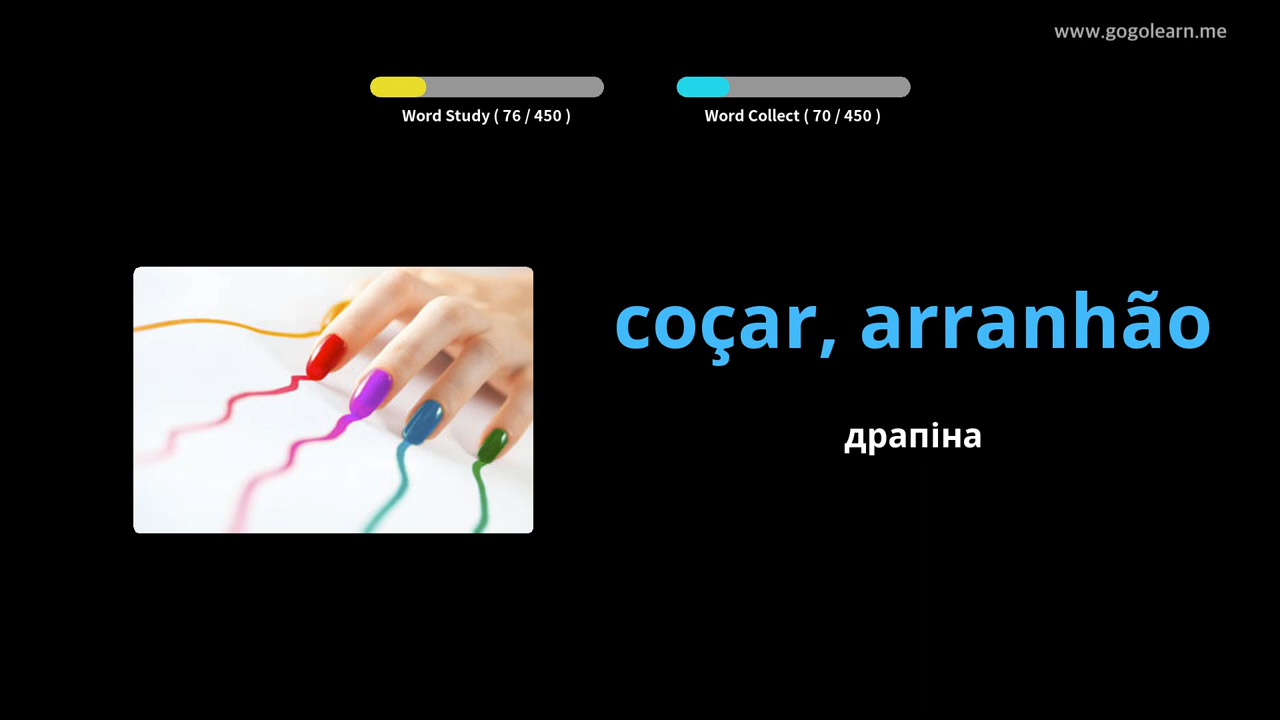 www.gogolearn.me
Word Study ( 76 / 450 )
Word Collect ( 70 / 450 )
coçar, arranhão
драпіна